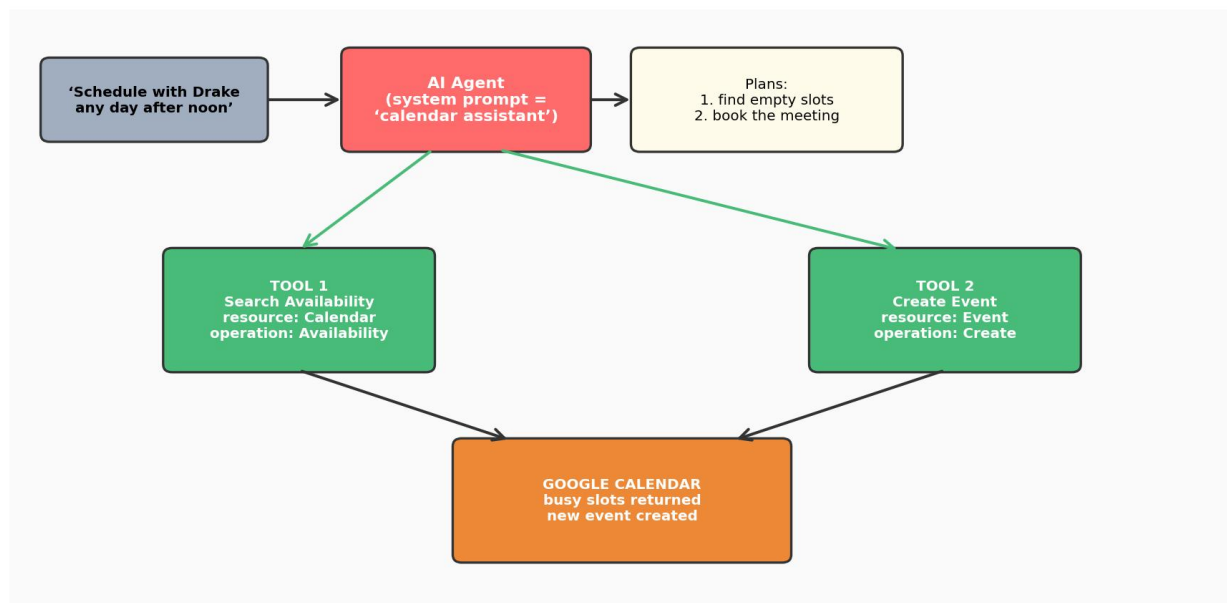 ‘Schedule with Drake
any day after noon’
AI Agent
(system prompt =
‘calendar assistant’)
Plans:
1. find empty slots
2. book the meeting
TOOL 1
Search Availability
resource: Calendar
operation: Availability
TOOL 2
Create Event
resource: Event
operation: Create
GOOGLE CALENDAR
busy slots returned
new event created